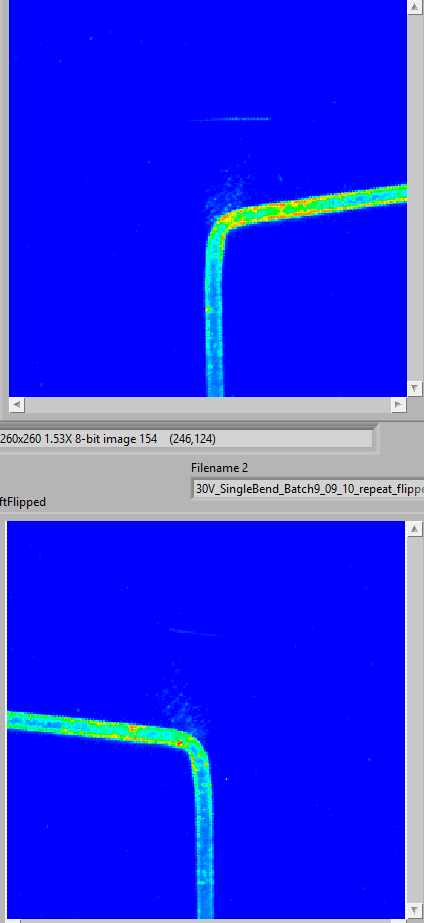 260x260 1.53X 8-bit image 154 (246,124)
Filename 2
30V_SingleBend_Batch9_09_10_repeat_flippe
ftFlipped